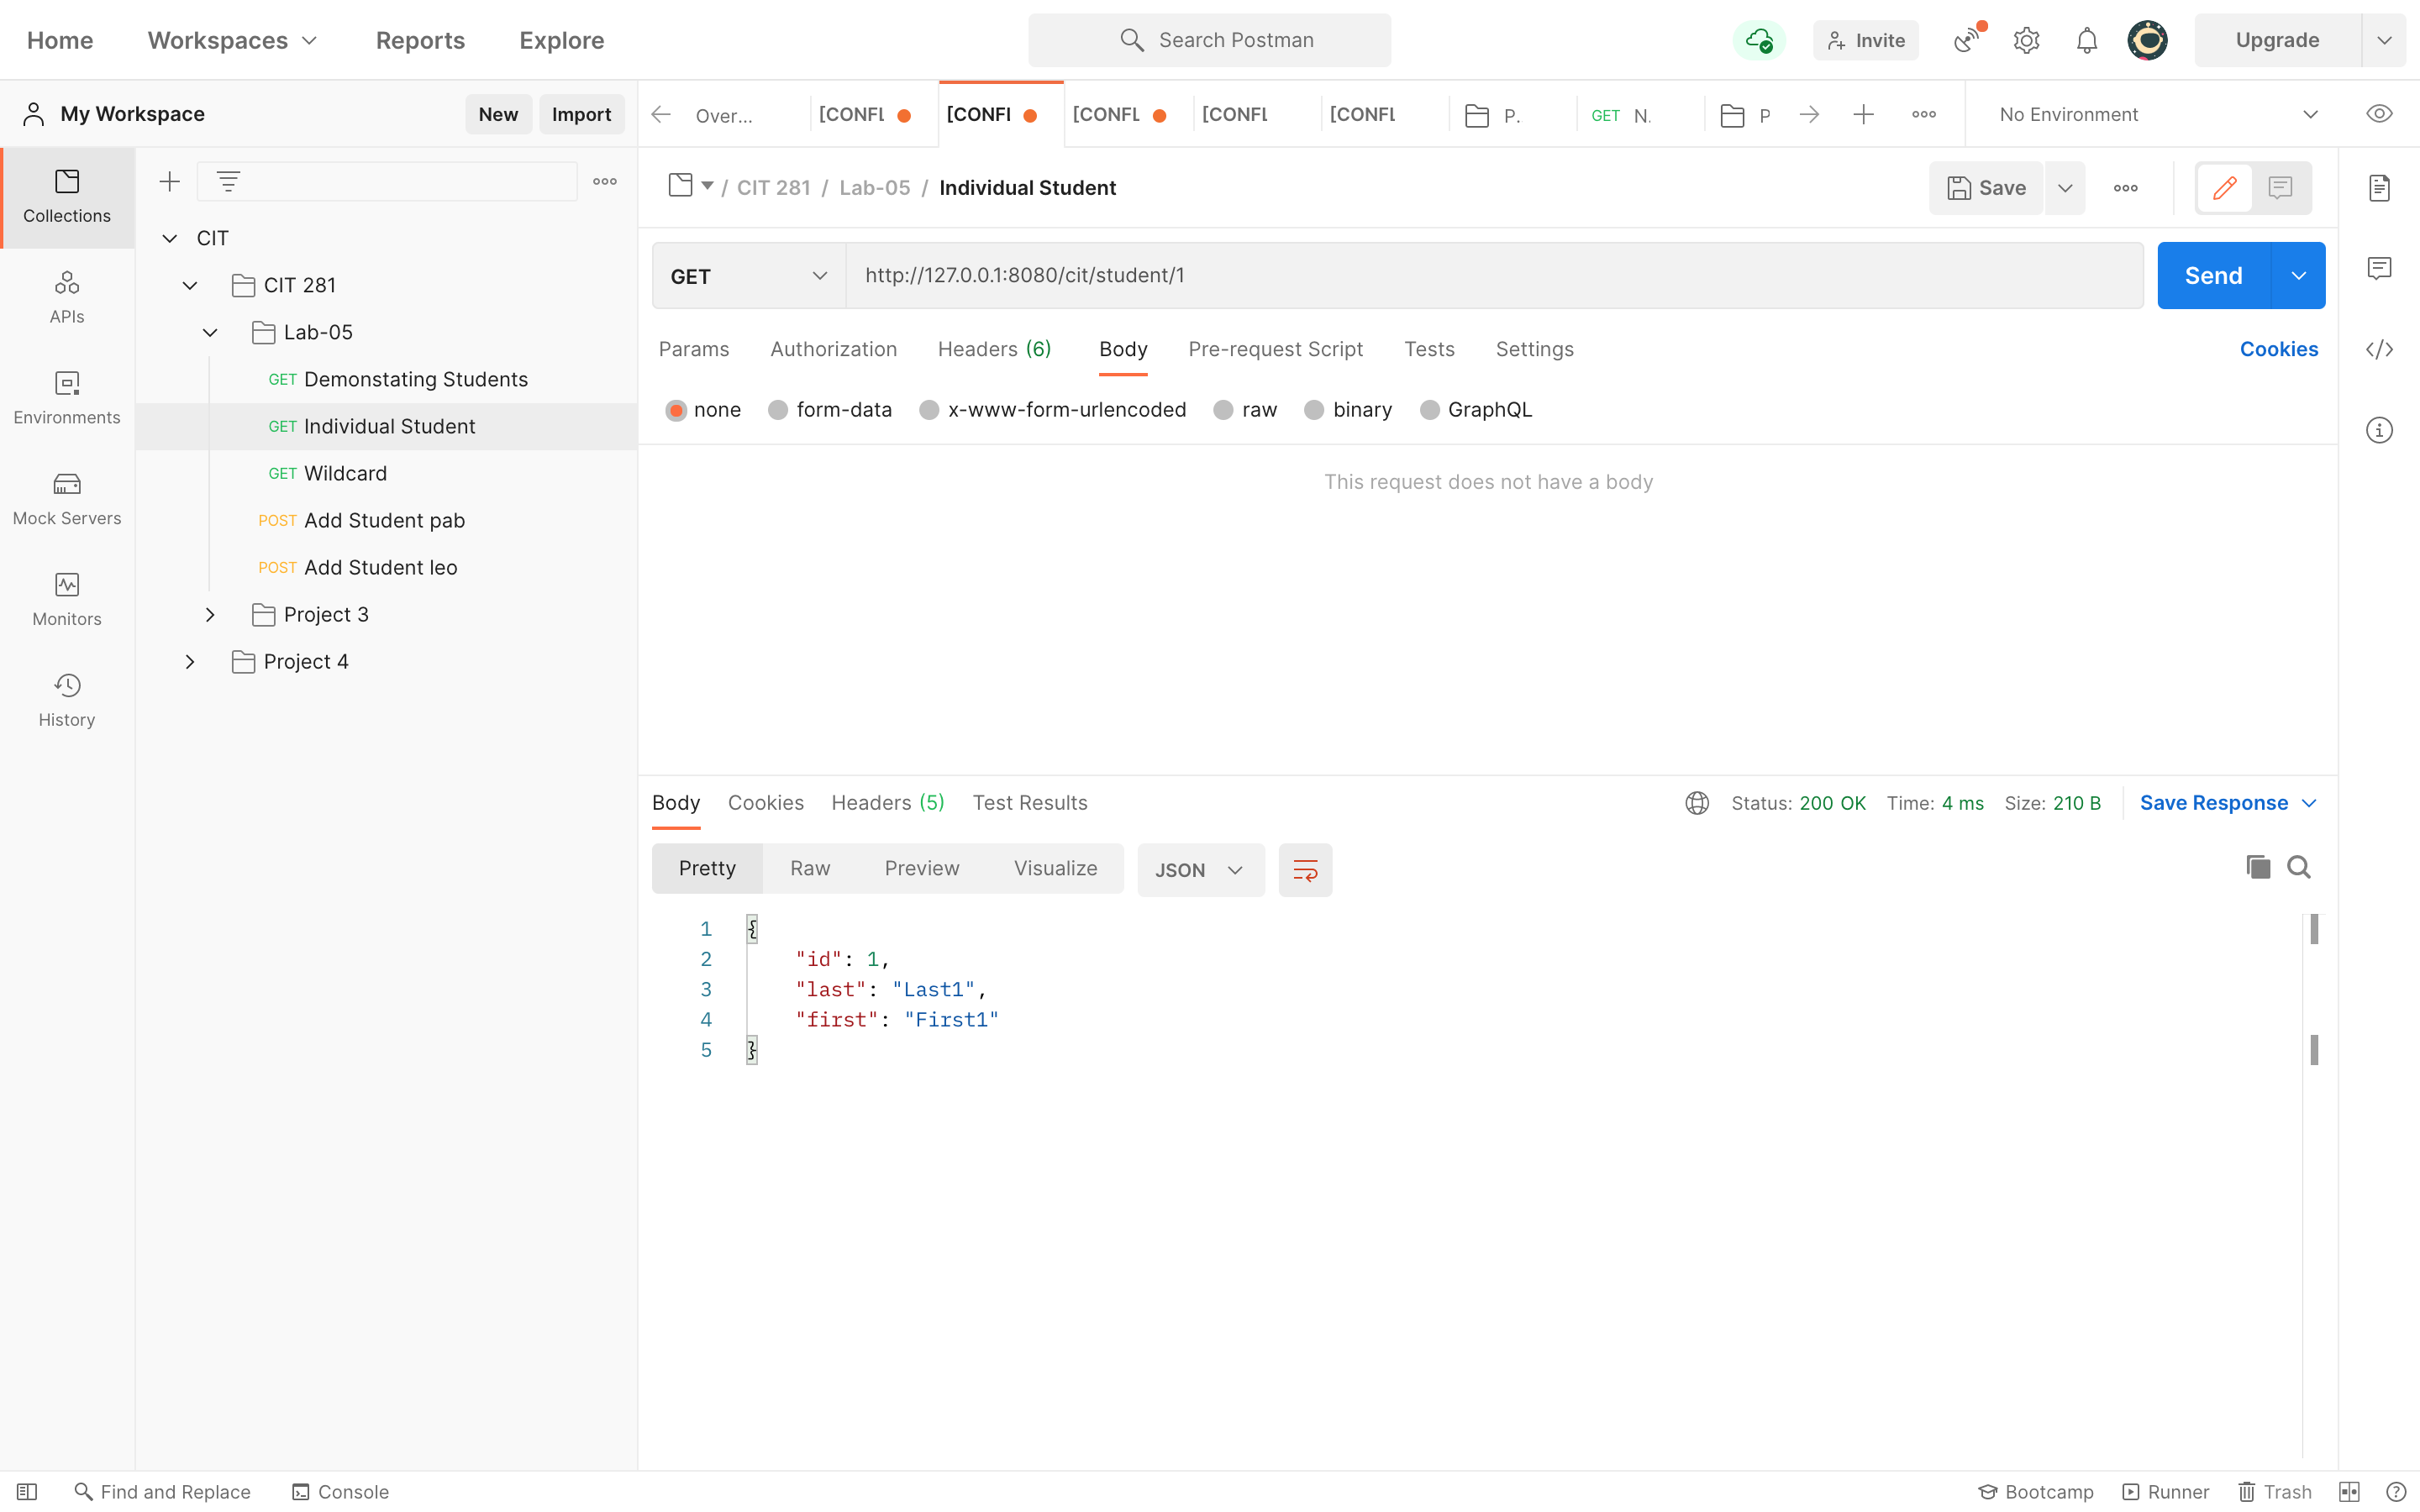 Home Workspaces Reports Explore Search Postman Invite Upgrade
My Workspace New Import Over... [CONFL [CONFL [CONFL [CONFL [CONFL P. GET N. P No Environment
Collections
APIs
Environments
Mock Servers
Monitors
History
CIT
CIT 281
Lab-05
GET Demonstating Students
GET Individual Student
GET Wildcard
POST Add Student pab
POST Add Student leo
Project 3
Project 4
/ CIT 281 / Lab-05 / Individual Student Save
GET http://127.0.0.1:8080/cit/student/1 Send
Params Authorization Headers (6) Body Pre-request Script Tests Settings Cookies
none form-data x-www-form-urlencoded raw binary GraphQL
This request does not have a body
Body Cookies Headers (5) Test Results Status: 200 OK Time: 4 ms Size: 210 B Save Response
Pretty Raw Preview Visualize JSON
1 {
2 "id": 1,
3 "last": "Last1",
4 "first": "First1"
5 }
Find and Replace Console Bootcamp Runner Trash